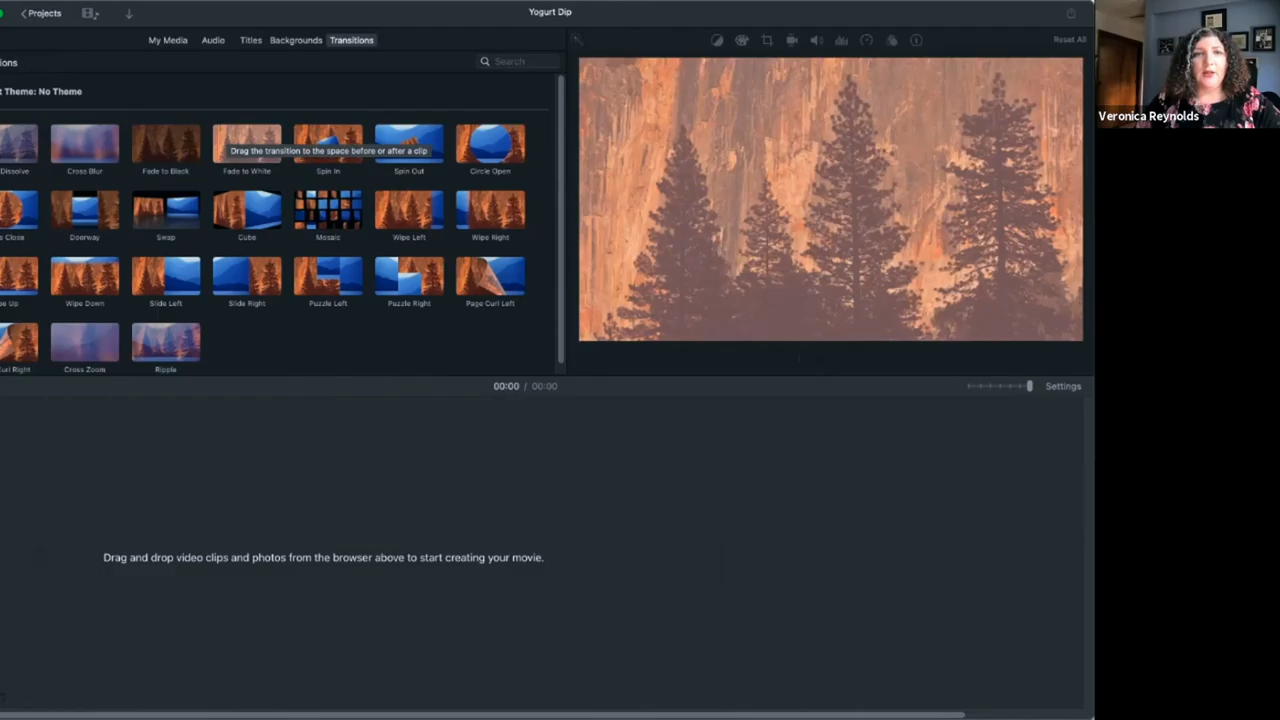 Projects
Yogurt Dip
My Media Audio Titles Backgrounds Transitions
Reset All
ions
Search
Theme: No Theme
Drag the transition to the space before or after a clip
Dissolve Cross Blur Fade to Black Fade to White Spin In Spin Out Circle Open
Close Doorway Swap Cube Mosaic Wipe Left Wipe Right
Up Wipe Down Slide Left Slide Right Puzzle Left Puzzle Right Page Curl Left
Right Cross Zoom Ripple
00:00 / 00:00
Settings
Drag and drop video clips and photos from the browser above to start creating your movie.
Veronica Reynolds